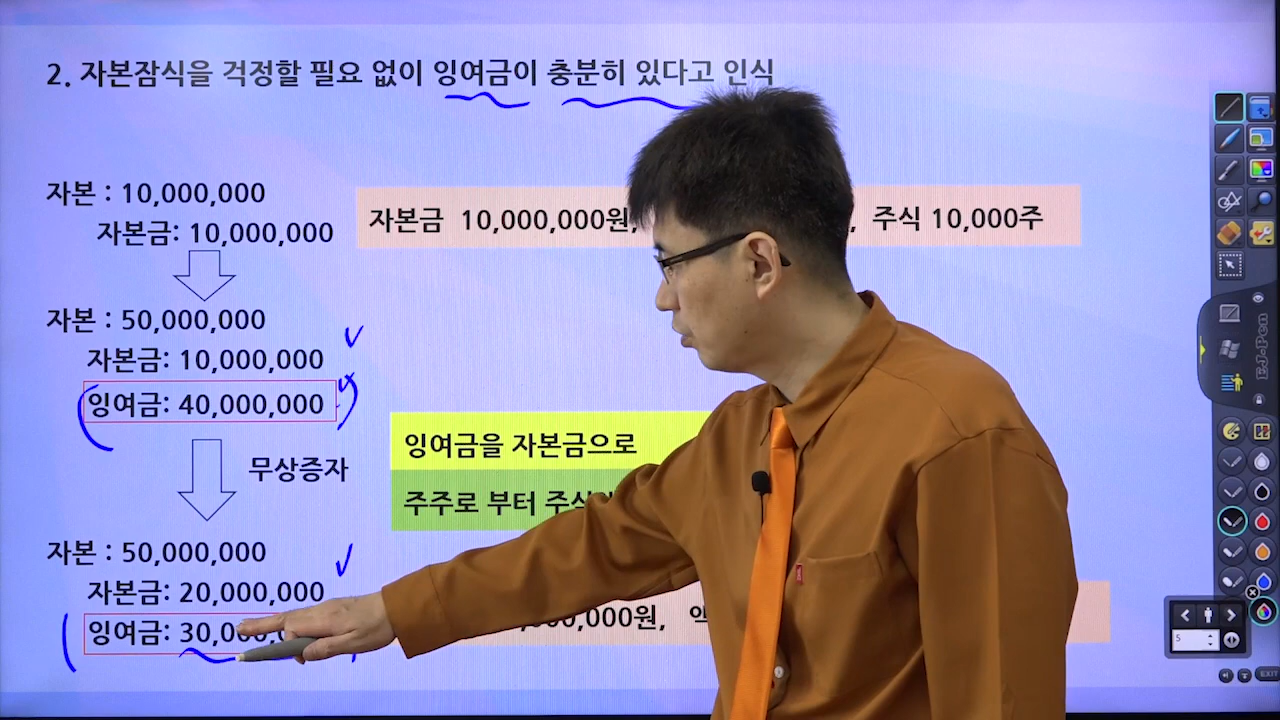 2. 자본잠식을 걱정할 필요 없이 잉여금이 충분히 있다고 인식
자본 : 10,000,000
자본금: 10,000,000
자본금 10,000,000원, , 주식 10,000주
자본 : 50,000,000
자본금: 10,000,000
잉여금: 40,000,000
무상증자
잉여금을 자본금으로
주주로 부터
자본 : 50,000,000
자본금: 20,000,000
잉여금:
EJ-Pen
5
EXIT